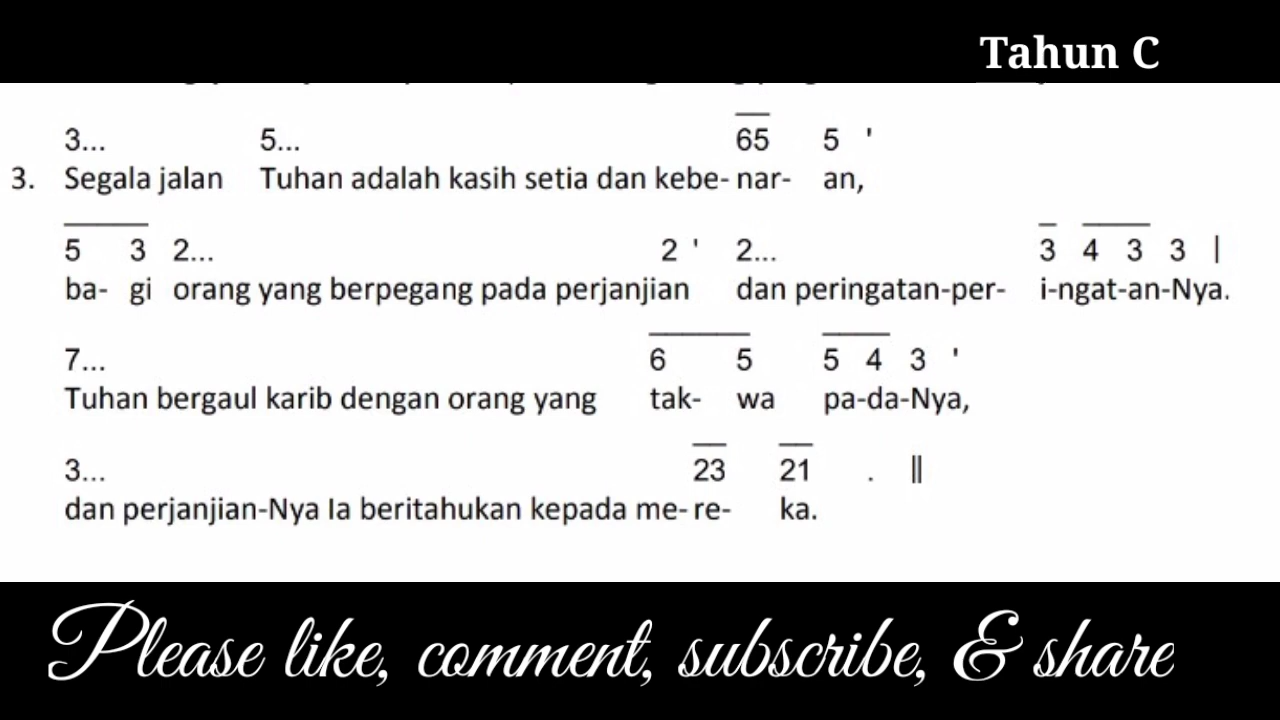 Tahun C
3... 5... 65 5 '
3. Segala jalan Tuhan adalah kasih setia dan kebe- nar- an,
5 3 2... 2 ' 2... 3 4 3 3 |
ba- gi orang yang berpegang pada perjanjian dan peringatan-per- i-ngat-an-Nya.
7... 6 5 5 4 3 '
Tuhan bergaul karib dengan orang yang tak- wa pa-da-Nya,
3... 23 21 . ||
dan perjanjian-Nya Ia beritahukan kepada me- re- ka.
Please like, comment, subscribe, & share